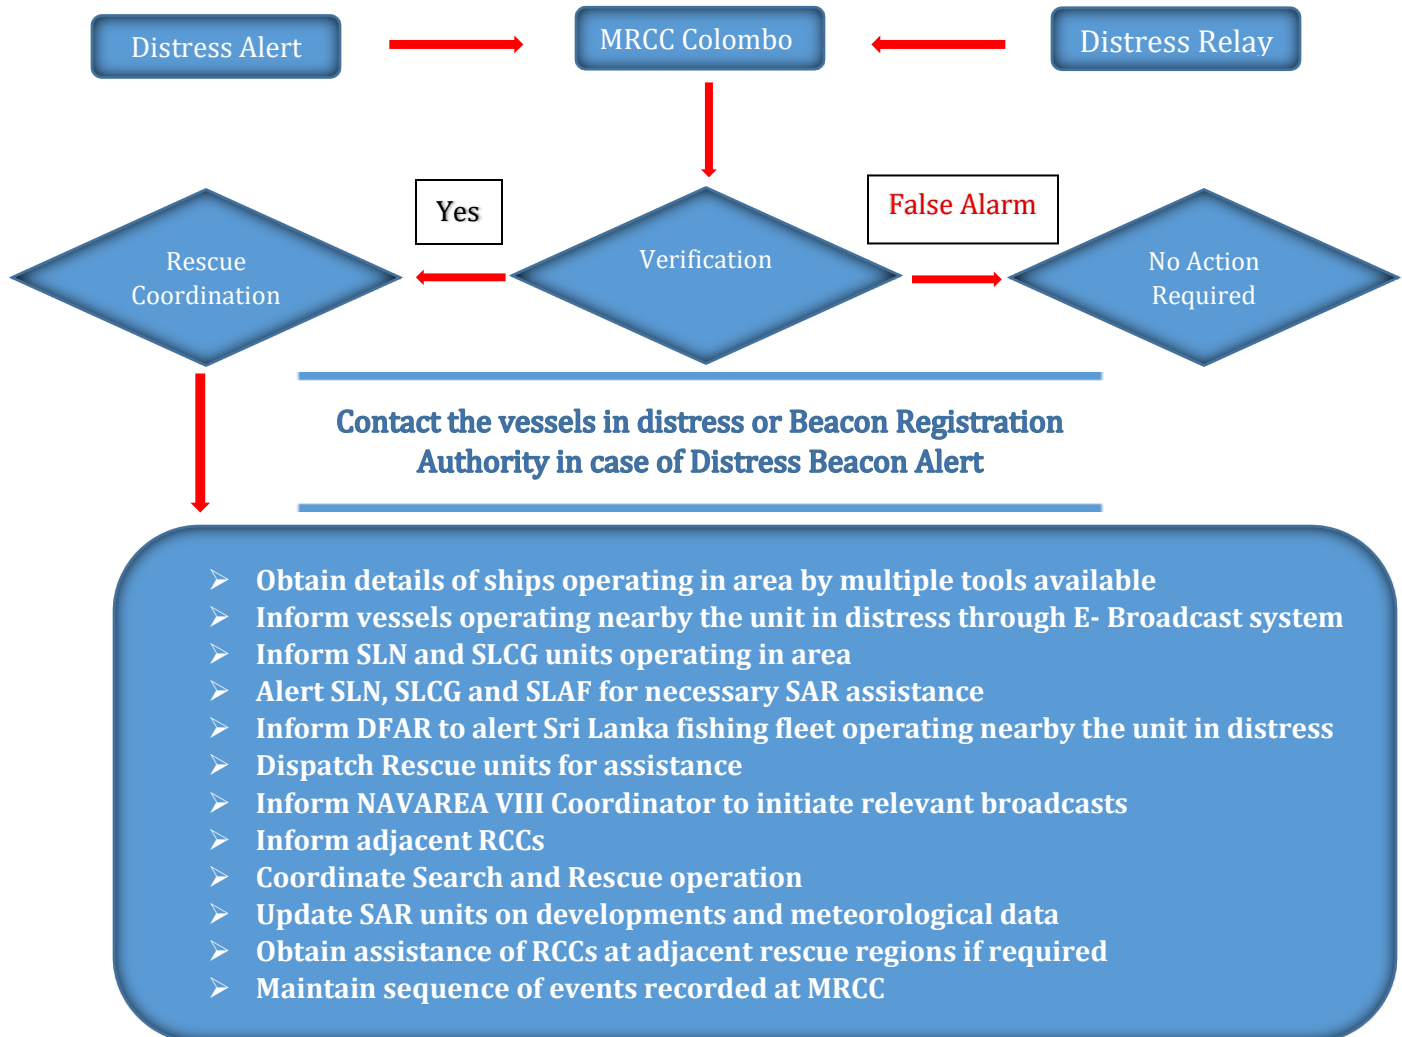 Distress Alert
MRCC Colombo
Distress Relay
Yes
False Alarm
Rescue
Coordination
Verification
No Action
Required
Contact the vessels in distress or Beacon Registration
Authority in case of Distress Beacon Alert
➢ Obtain details of ships operating in area by multiple tools available
➢ Inform vessels operating nearby the unit in distress through E- Broadcast system
➢ Inform SLN and SLCG units operating in area
➢ Alert SLN, SLCG and SLAF for necessary SAR assistance
➢ Inform DFAR to alert Sri Lanka fishing fleet operating nearby the unit in distress
➢ Dispatch Rescue units for assistance
➢ Inform NAVAREA VIII Coordinator to initiate relevant broadcasts
➢ Inform adjacent RCCs
➢ Coordinate Search and Rescue operation
➢ Update SAR units on developments and meteorological data
➢ Obtain assistance of RCCs at adjacent rescue regions if required
➢ Maintain sequence of events recorded at MRCC